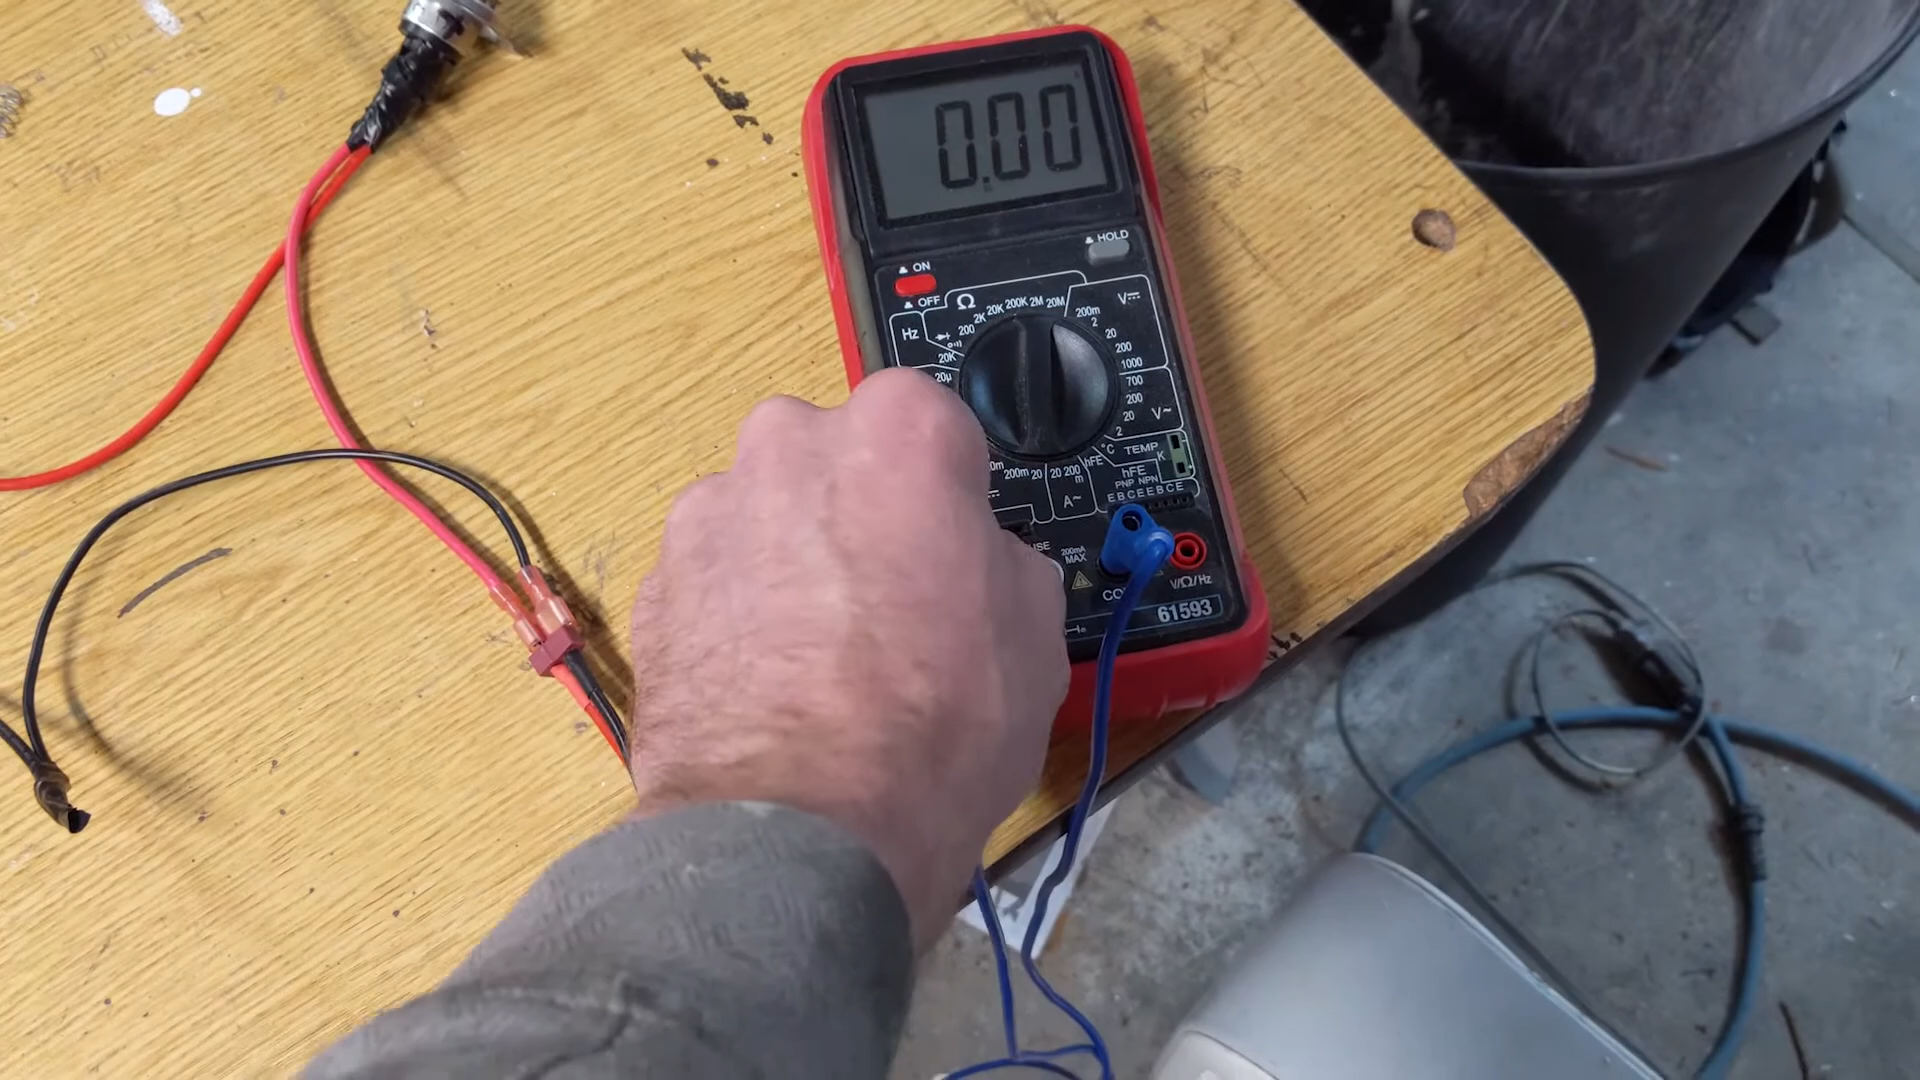 0.00
HOLD
ON
OFF
Ω
Hz
2K 20K 200K 2M 20M
200
20K
20µ
V⎓
200m
2
20
200
1000
700
200
20
2
V~
°C TEMP
K
hFE
hFE
PNP NPN
EBCEEBCE
200m 20
20 200
m
A~
200mA
MAX
V/Ω/Hz
61593